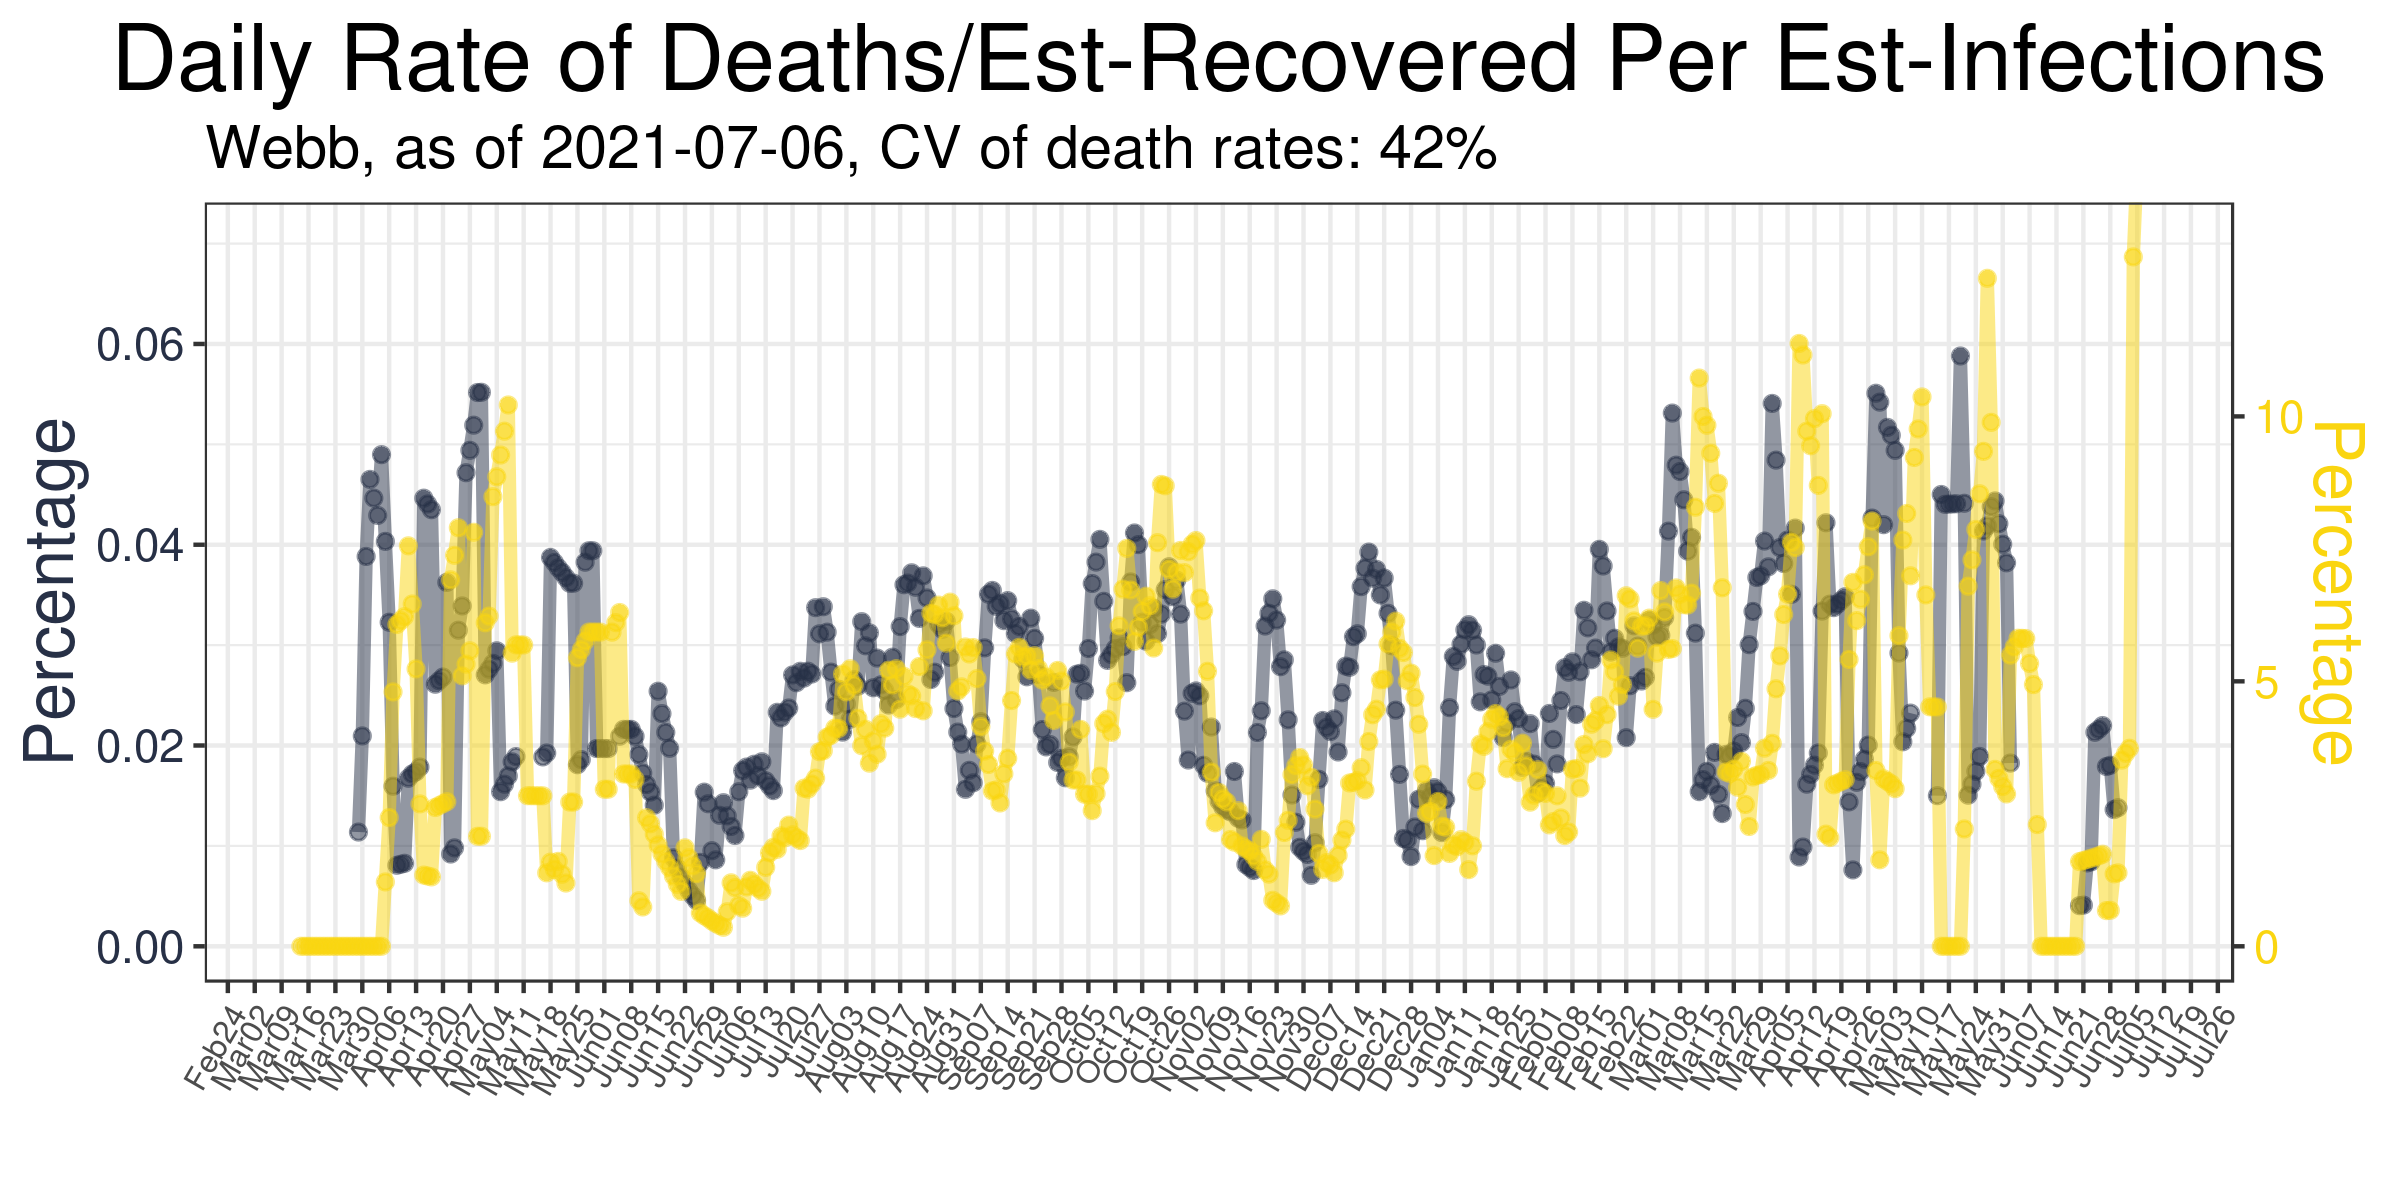 Daily Rate of Deaths/Est-Recovered Per Est-Infections
Webb, as of 2021-07-06, CV of death rates: 42%
Percentage
0.06
0.04
0.02
0.00
10
5
0
Percentage
Feb24 Mar02 Mar09 Mar16 Mar23 Mar30 Apr06 Apr13 Apr20 Apr27 May04 May11 May18 May25 Jun01 Jun08 Jun15 Jun22 Jun29 Jul06 Jul13 Jul20 Jul27 Aug03 Aug10 Aug17 Aug24 Aug31 Sep07 Sep14 Sep21 Sep28 Oct05 Oct12 Oct19 Oct26 Nov02 Nov09 Nov16 Nov23 Nov30 Dec07 Dec14 Dec21 Dec28 Jan04 Jan11 Jan18 Jan25 Feb01 Feb08 Feb15 Feb22 Mar01 Mar08 Mar15 Mar22 Mar29 Apr05 Apr12 Apr19 Apr26 May03 May10 May17 May24 May31 Jun07 Jun14 Jun21 Jun28 Jul05 Jul12 Jul19 Jul26